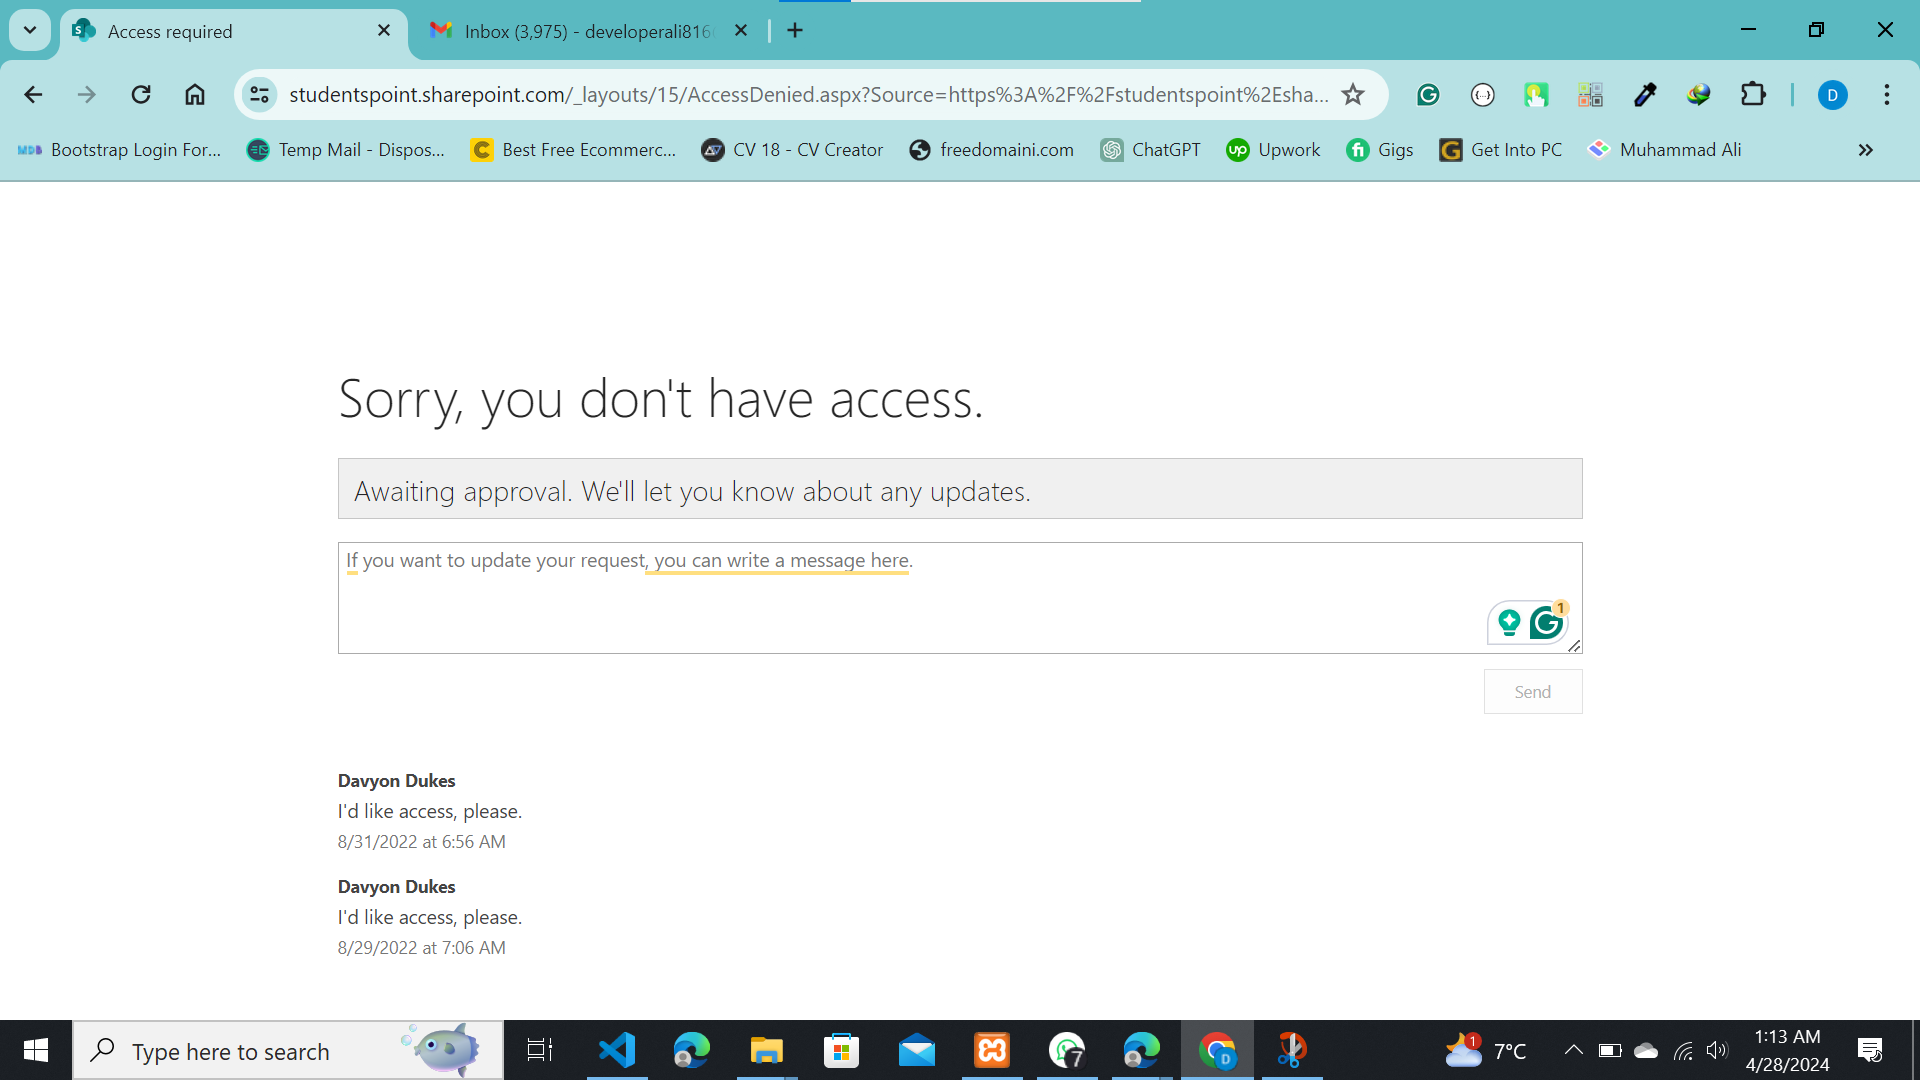 Access required
Inbox (3,975) - developerali816
studentspoint.sharepoint.com/_layouts/15/AccessDenied.aspx?Source=https%3A%2F%2Fstudentspoint%2Esha...
D
MDB Bootstrap Login For...
Temp Mail - Dispos...
Best Free Ecommerc...
CV 18 - CV Creator
freedomaini.com
ChatGPT
up Upwork
fi Gigs
Get Into PC
Muhammad Ali
Sorry, you don't have access.
Awaiting approval. We'll let you know about any updates.
If you want to update your request, you can write a message here.
1
Send
Davyon Dukes
I'd like access, please.
8/31/2022 at 6:56 AM
Davyon Dukes
I'd like access, please.
8/29/2022 at 7:06 AM
Type here to search
7
D
1
7°C
1:13 AM
4/28/2024